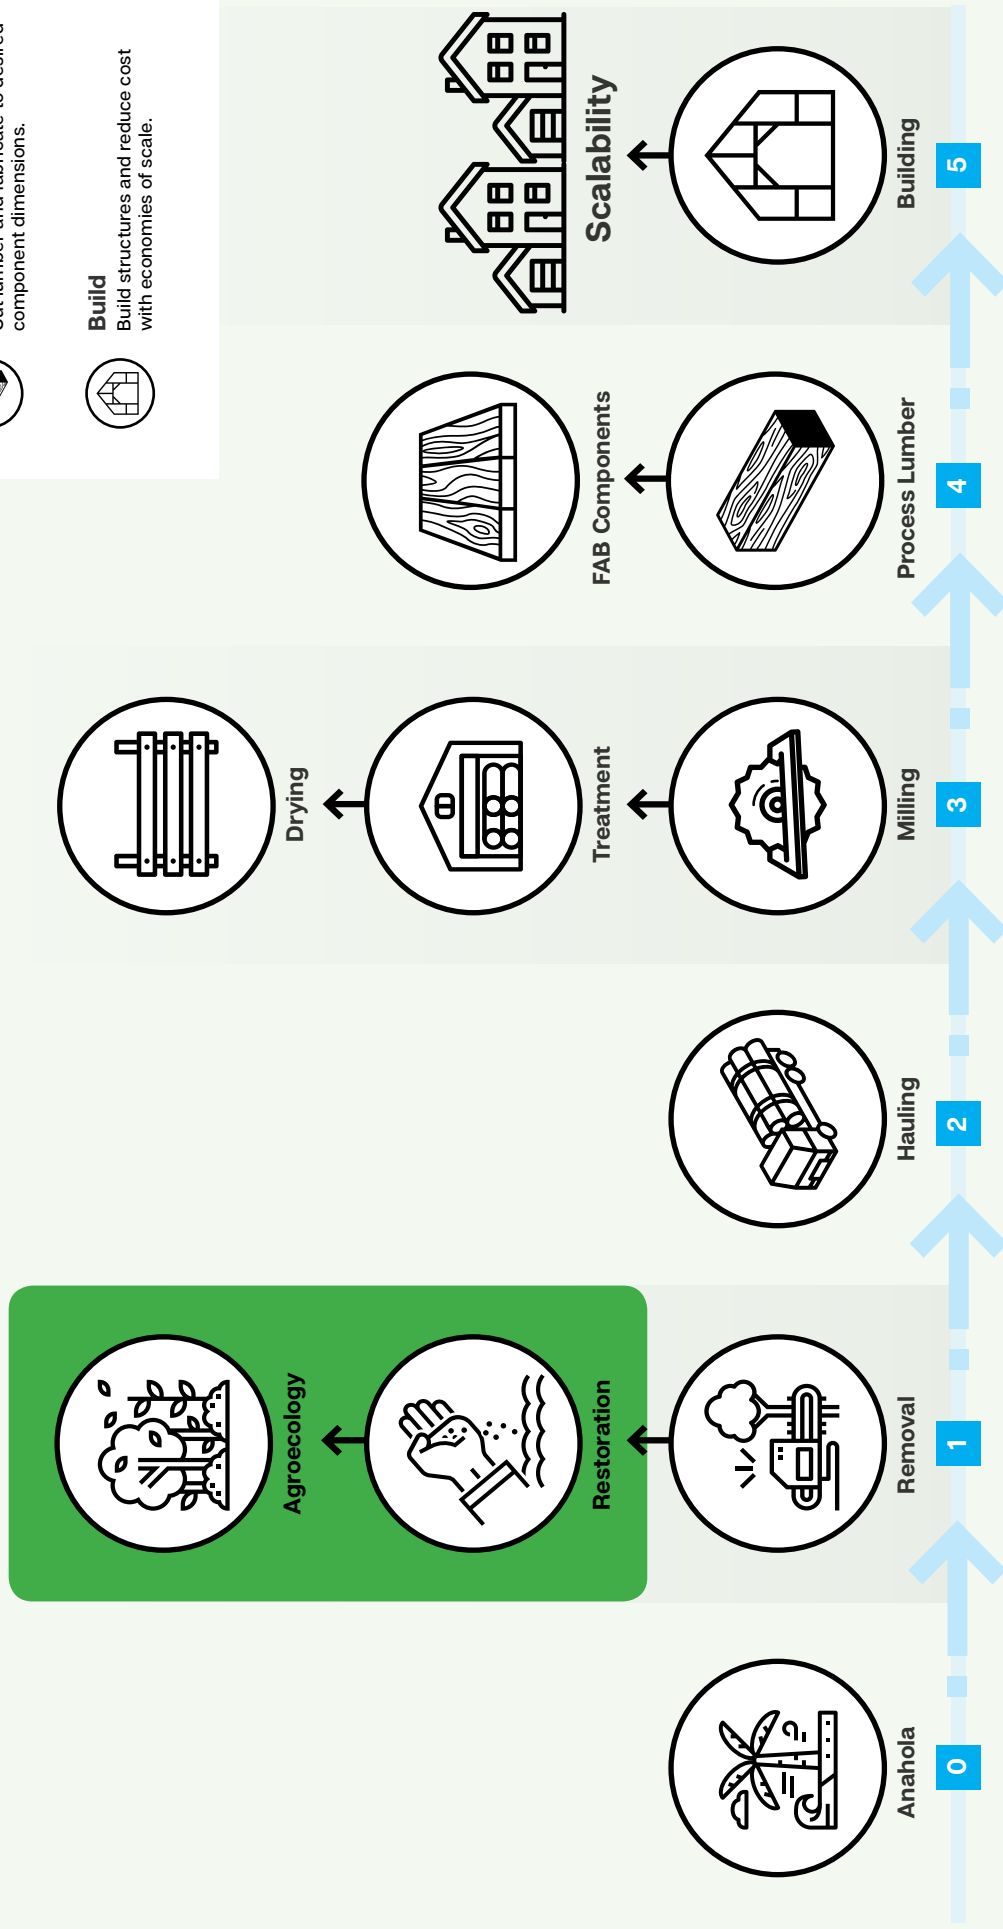 component dimensions.
Build
Build structures and reduce cost
with economies of scale.
Agroecology
Drying
Restoration
Treatment
FAB Components
Scalability
Anahola
Removal
Hauling
Milling
Process Lumber
Building
0
1
2
3
4
5